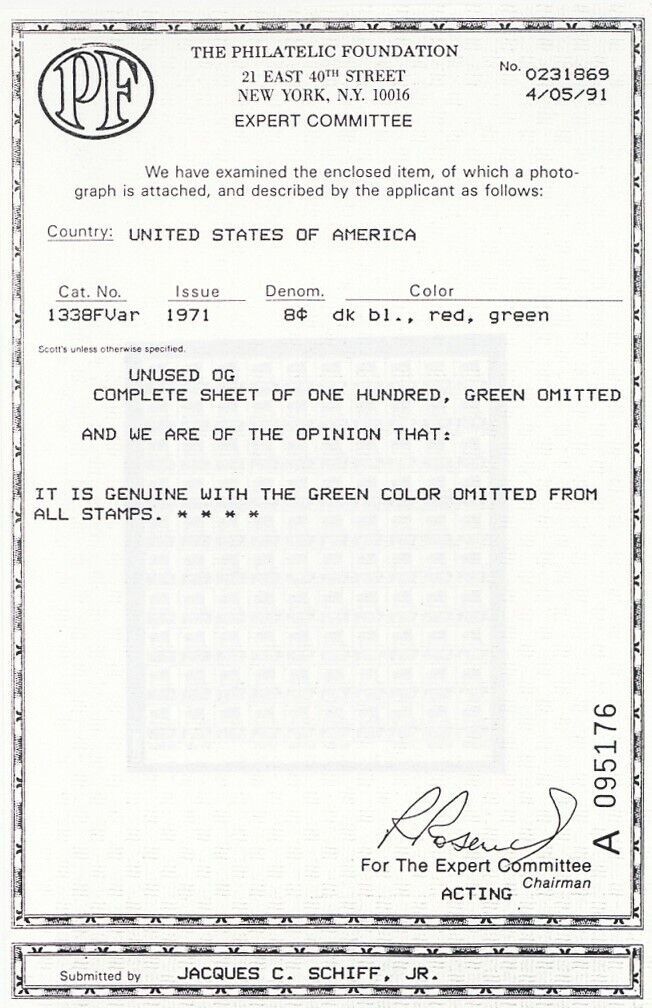 PF
THE PHILATELIC FOUNDATION
21 EAST 40TH STREET
NEW YORK, N.Y. 10016
EXPERT COMMITTEE
No. 0231869
4/05/91
We have examined the enclosed item, of which a photo-
graph is attached, and described by the applicant as follows:
Country: UNITED STATES OF AMERICA
Cat. No. Issue Denom. Color
1338FVar 1971 8¢ dk bl., red, green
Scott's unless otherwise specified.
UNUSED OG
COMPLETE SHEET OF ONE HUNDRED, GREEN OMITTED
AND WE ARE OF THE OPINION THAT:
IT IS GENUINE WITH THE GREEN COLOR OMITTED FROM
ALL STAMPS. * * * *
A 095176
For The Expert Committee
Chairman
ACTING
Submitted by JACQUES C. SCHIFF, JR.